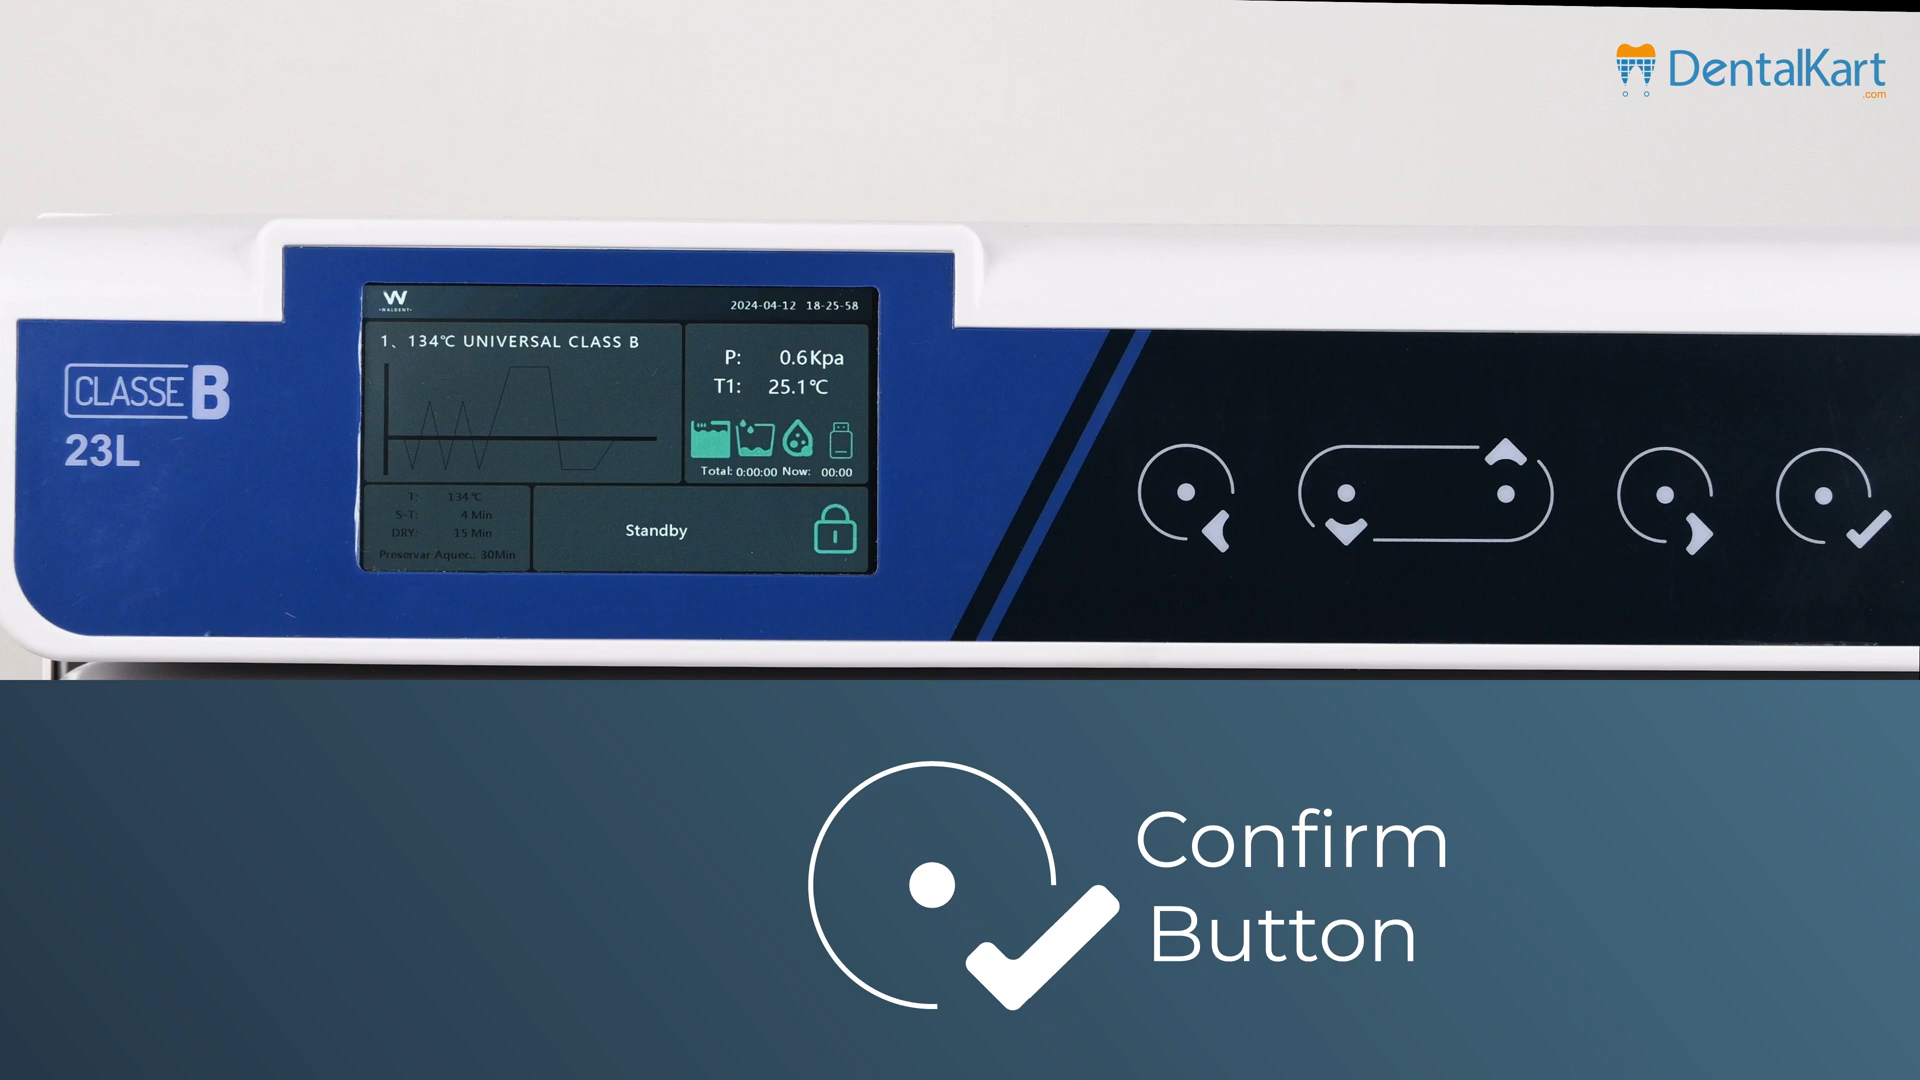 DentalKart
.com
W
WALDENT
2024-04-12 18-25-58
1、134℃ UNIVERSAL CLASS B
P: 0.6Kpa
T1: 25.1℃
Total: 0:00:00 Now: 00:00
T: 134℃
S-T: 4 Min
DRY: 15 Min
Preservar Aquec.: 30Min
Standby
CLASSE B
23L
Confirm
Button